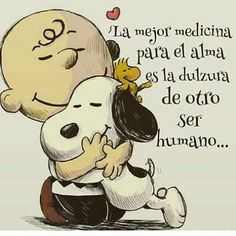 "La mejor medicina
para el alma
es la dulzura
de otro
ser
humano...